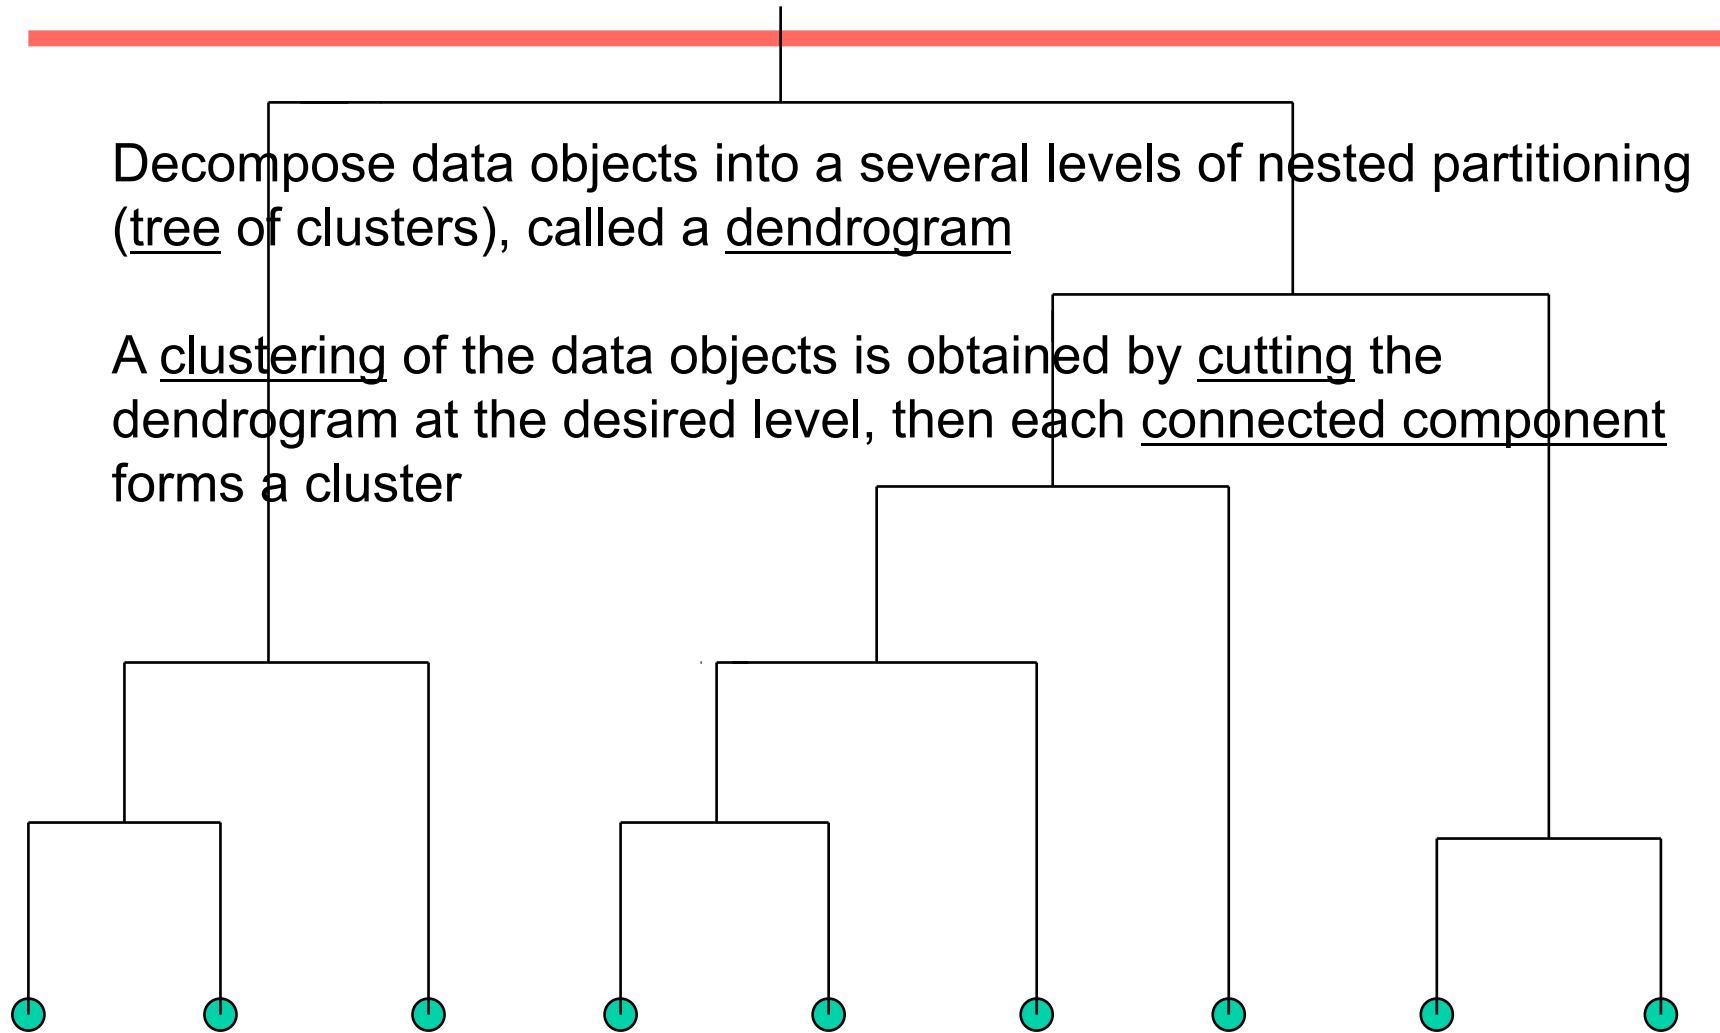 Decompose data objects into a several levels of nested partitioning
(tree of clusters), called a dendrogram
A clustering of the data objects is obtained by cutting the
dendrogram at the desired level, then each connected component
forms a cluster